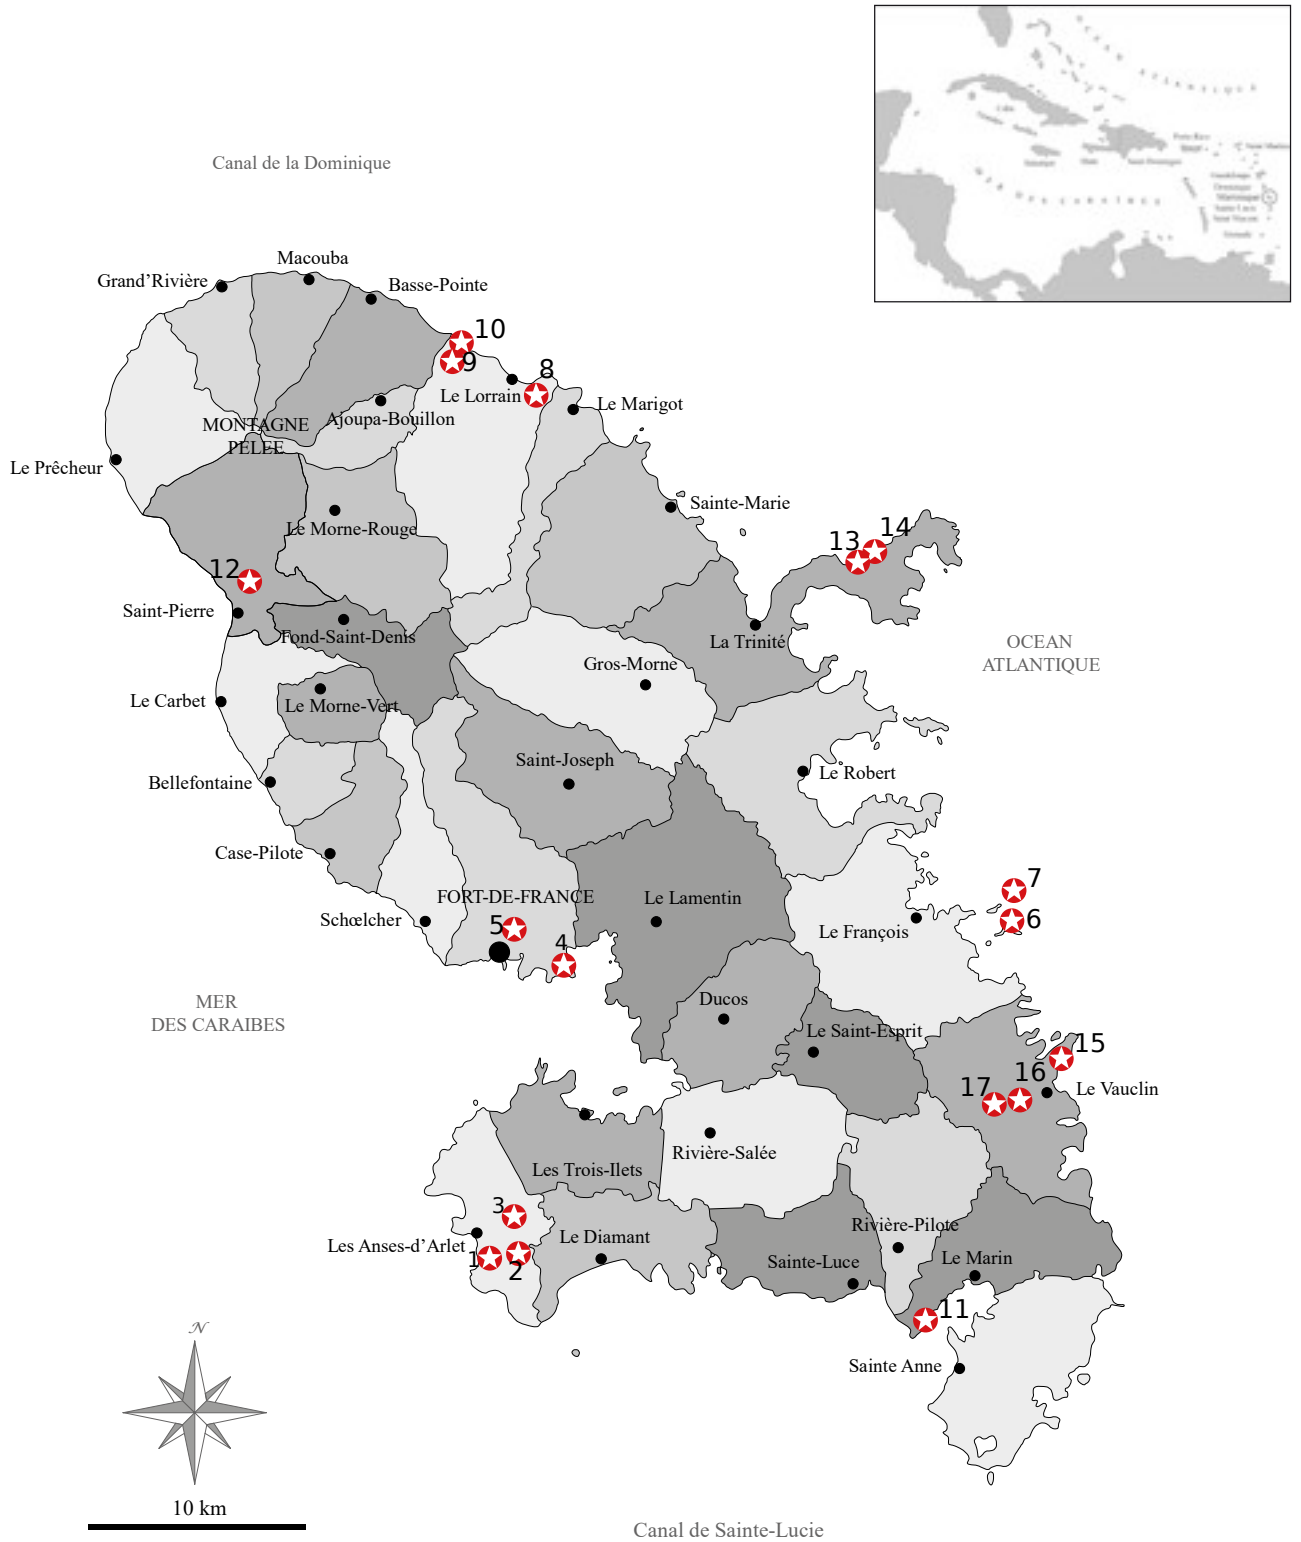 Canal de la Dominique
Macouba
Grand'Rivière
Basse-Pointe
10
9
8
Le Lorrain
Le Marigot
Ajoupa-Bouillon
MONTAGNE
PELEE
Le Prêcheur
Sainte-Marie
Le Morne-Rouge
14
13
12
Saint-Pierre
Fond-Saint-Denis
La Trinité
OCEAN
ATLANTIQUE
Gros-Morne
Le Carbet
Le Morne-Vert
Saint-Joseph
Le Robert
Bellefontaine
Case-Pilote
7
FORT-DE-FRANCE
Le Lamentin
Schœlcher
5
6
Le François
4
MER
DES CARAIBES
Ducos
Le Saint-Esprit
15
16
17
Le Vauclin
Rivière-Salée
Les Trois-Ilets
3
Rivière-Pilote
Le Diamant
Les Anses-d'Arlet
1
2
Sainte-Luce
Le Marin
11
N
Sainte Anne
10 km
Canal de Sainte-Lucie